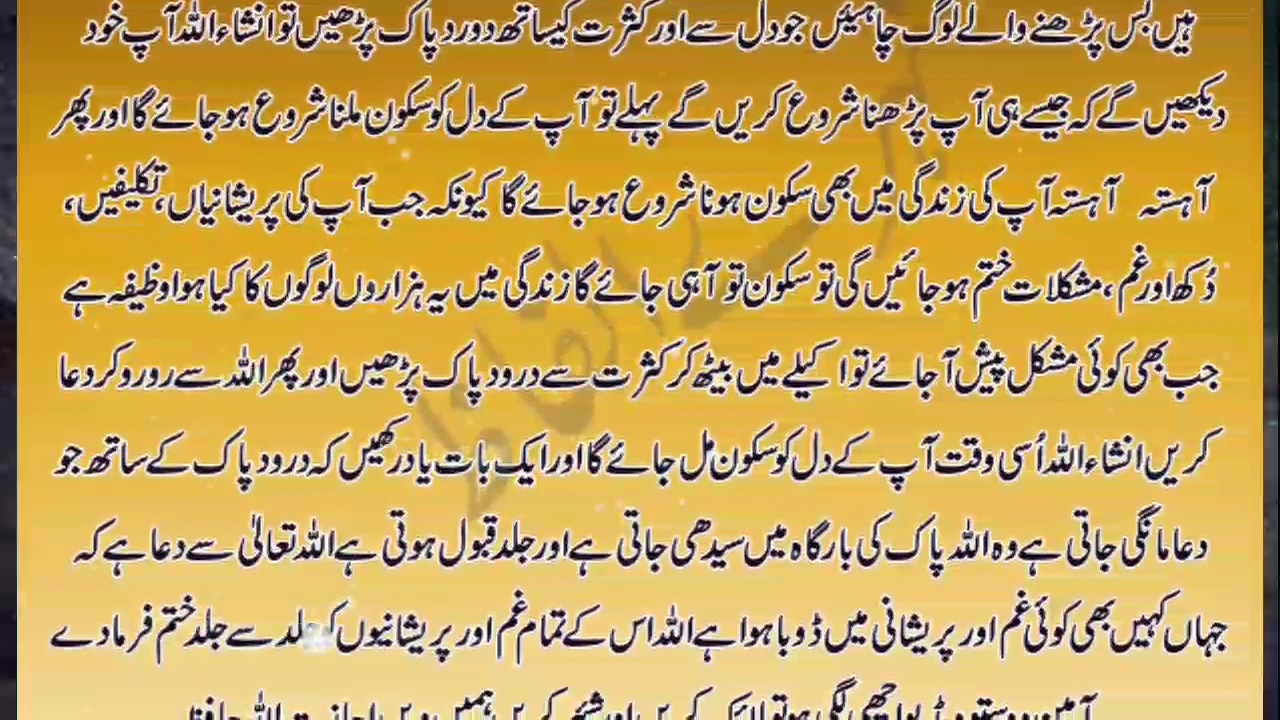 ہیں بس پڑھنے والے لوگ چاہیئیں جو دل سے اور کثرت کیساتھ دورد پاک پڑھیں تو انشاء اللہ آپ خود
دیکھیں گے کہ جیسے ہی آپ پڑھنا شروع کریں گے پہلے تو آپ کے دل کو سکون ملنا شروع ہو جائے گا اور پھر
آہستہ آہستہ آپ کی زندگی میں بھی سکون ہونا شروع ہو جائے گا کیونکہ جب آپ کی پریشانیاں، تکلیفیں،
دُکھ اور غم، مشکلات ختم ہو جائیں گی تو سکون تو آہی جائے گا زندگی میں یہ ہزاروں لوگوں کا کیا ہوا وظیفہ ہے
جب بھی کوئی مشکل پیش آ جائے تو اکیلے میں بیٹھ کر کثرت سے درود پاک پڑھیں اور پھر اللہ سے رو رو کر دعا
کریں انشاء اللہ اُسی وقت آپ کے دل کو سکون مل جائے گا اور ایک بات یاد رکھیں کہ درود پاک کے ساتھ جو
دعا مانگی جاتی ہے وہ اللہ پاک کی بارگاہ میں سیدھی جاتی ہے اور جلد قبول ہوتی ہے اللہ تعالیٰ سے دعا ہے کہ
جہاں کہیں بھی کوئی غم اور پریشانی میں ڈوبا ہوا ہے اللہ اس کے تمام غم اور پریشانیوں کو جلد سے جلد ختم فرما دے